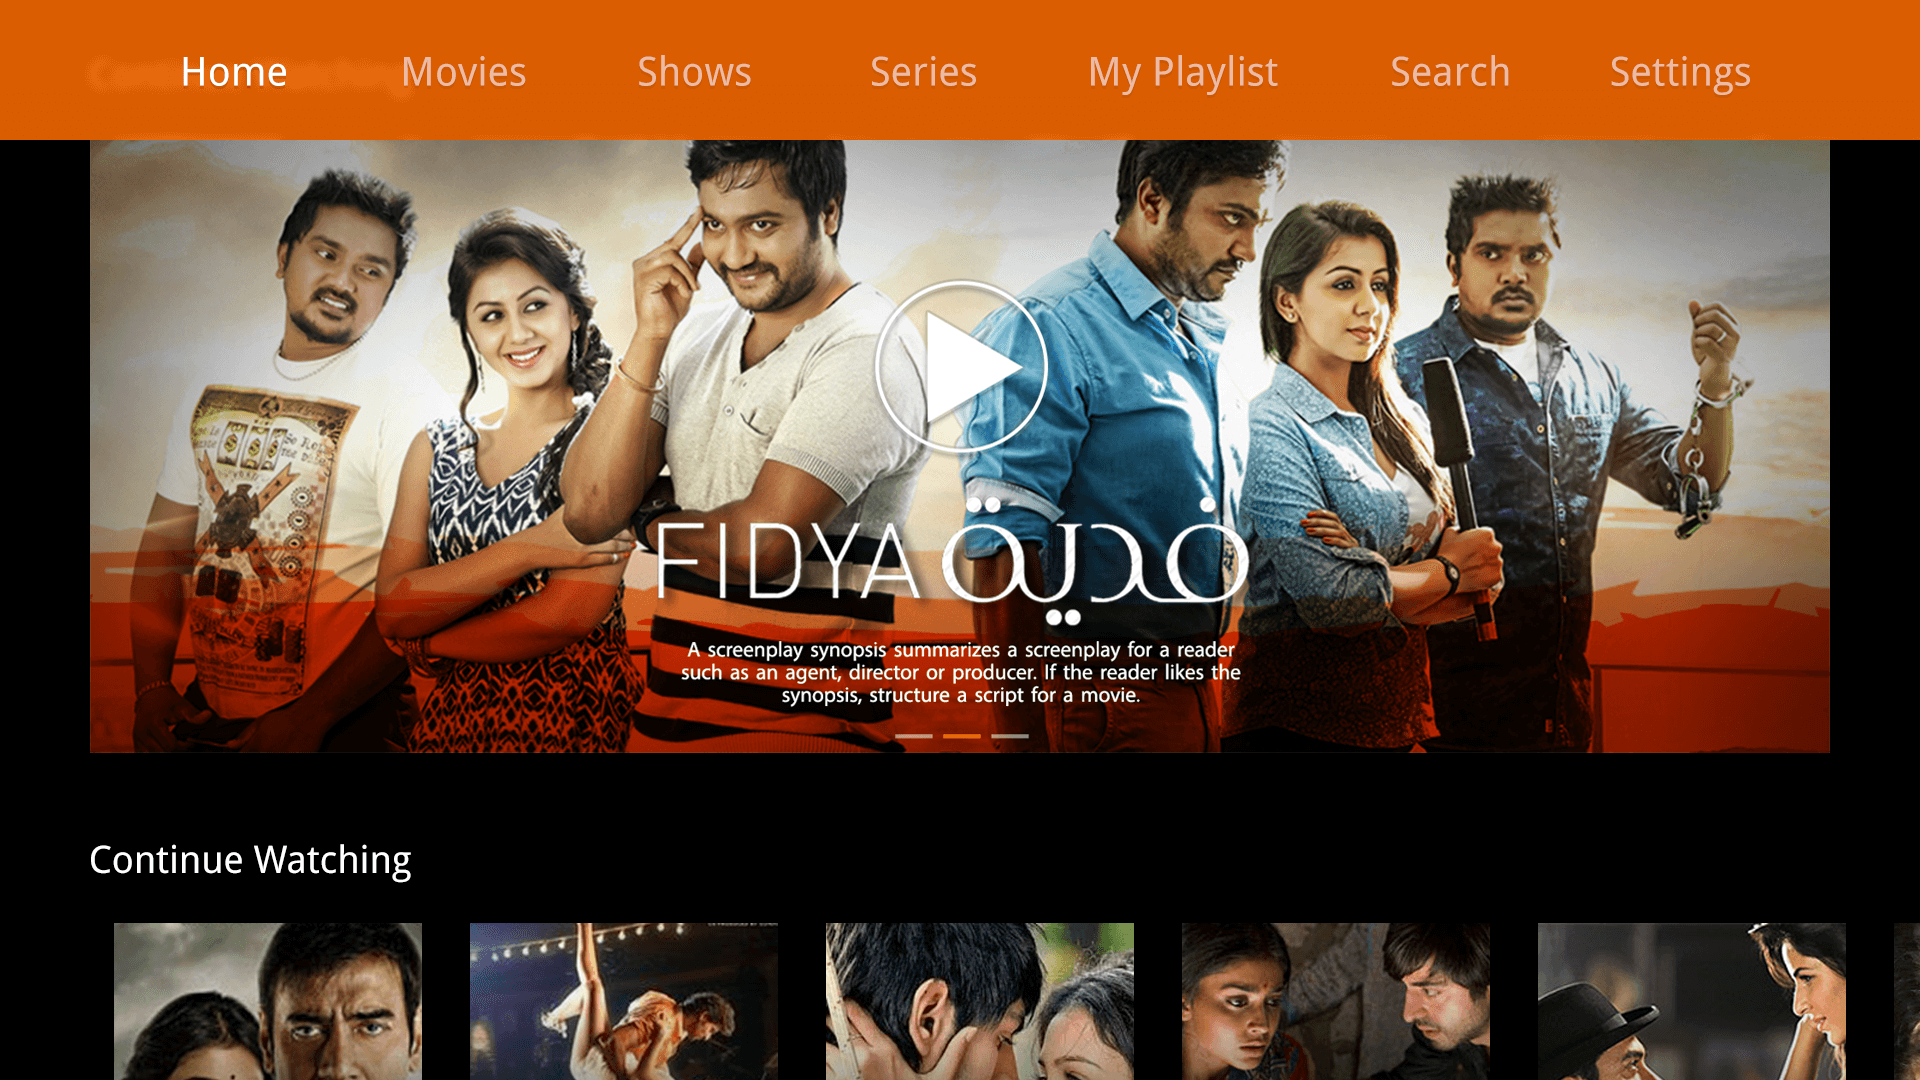 Home Movies Shows Series My Playlist Search Settings
FIDYA فدية
A screenplay synopsis summarizes a screenplay for a reader
such as an agent, director or producer. If the reader likes the
synopsis, structure a script for a movie.
Continue Watching